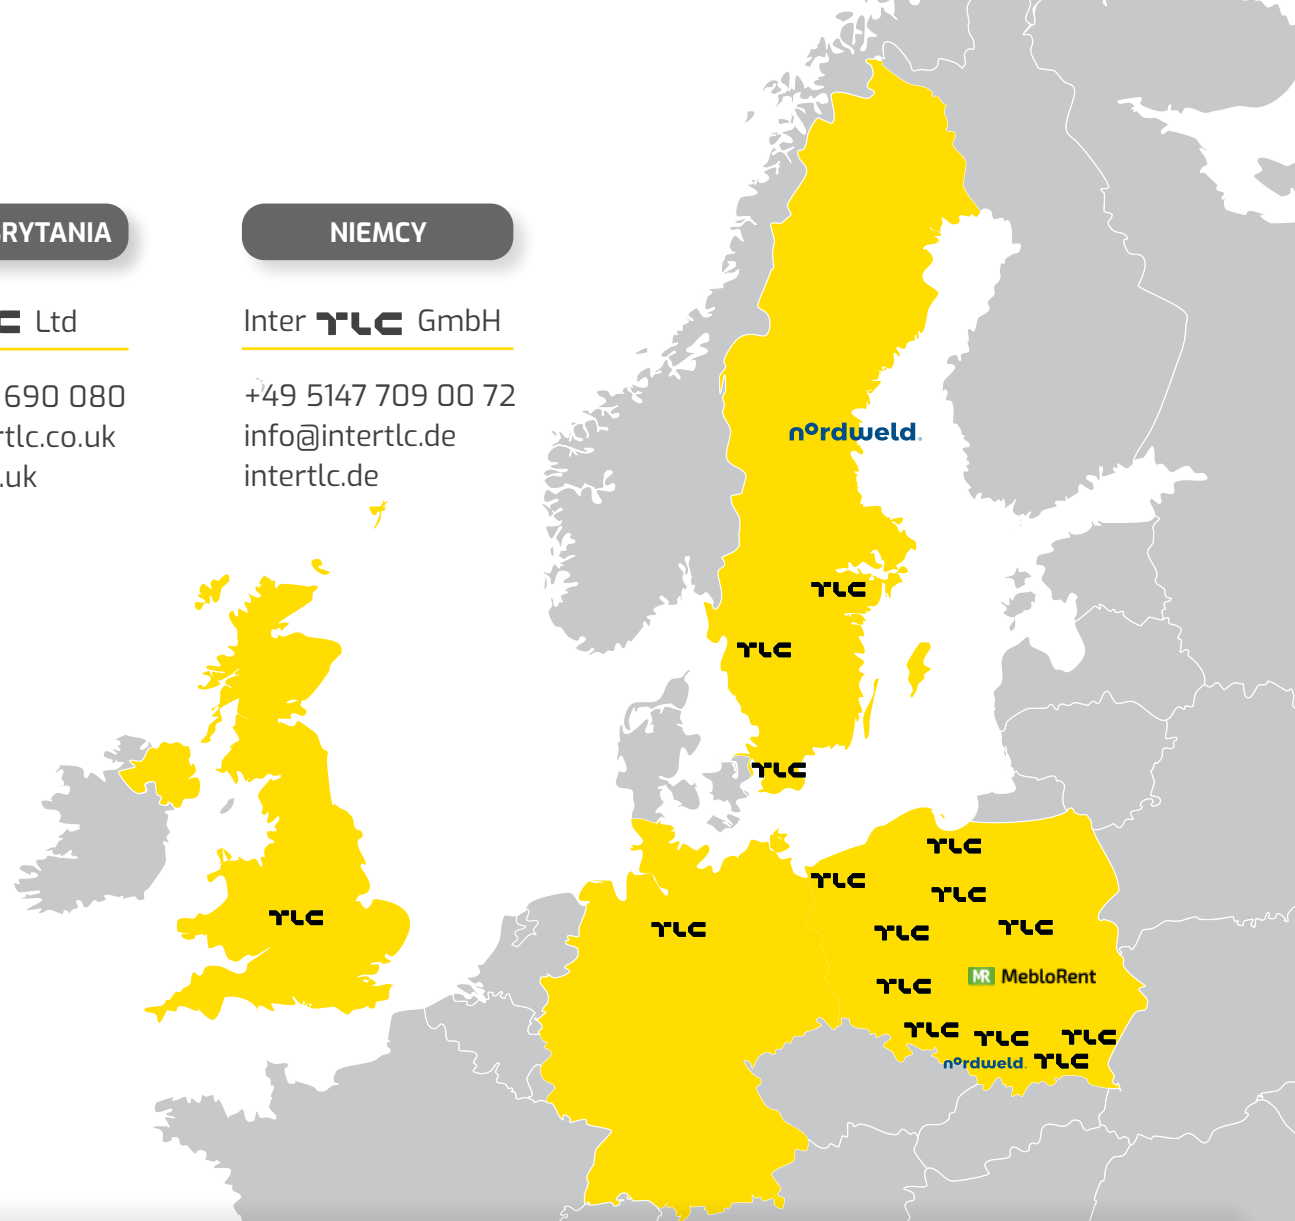 RYTANIA
NIEMCY
C Ltd
Inter TLC GmbH
690 080
+49 5147 709 00 72
rtlc.co.uk
info@intertlc.de
.uk
intertlc.de
nordweld.
TLC
TLC
TLC
TLC
TLC
TLC
TLC
TLC
TLC
TLC
MR MebloRent
TLC
TLC
TLC
TLC
nordweld. TLC